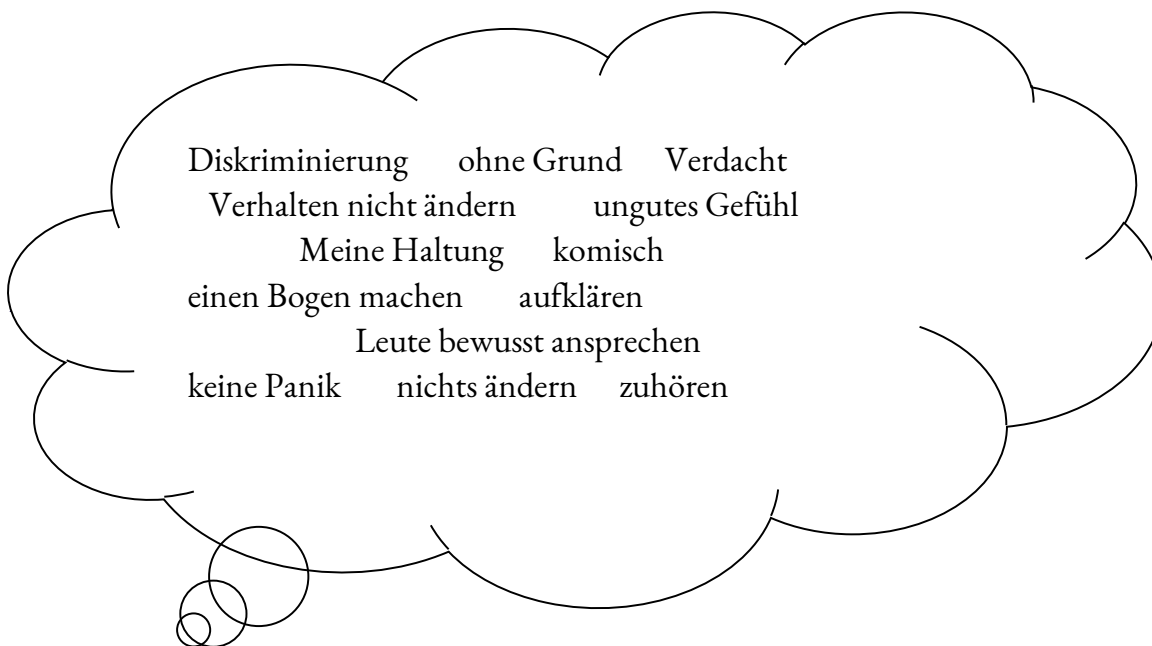 Diskriminierung ohne Grund Verdacht
Verhalten nicht ändern ungutes Gefühl
Meine Haltung komisch
einen Bogen machen aufklären
Leute bewusst ansprechen
keine Panik nichts ändern zuhören